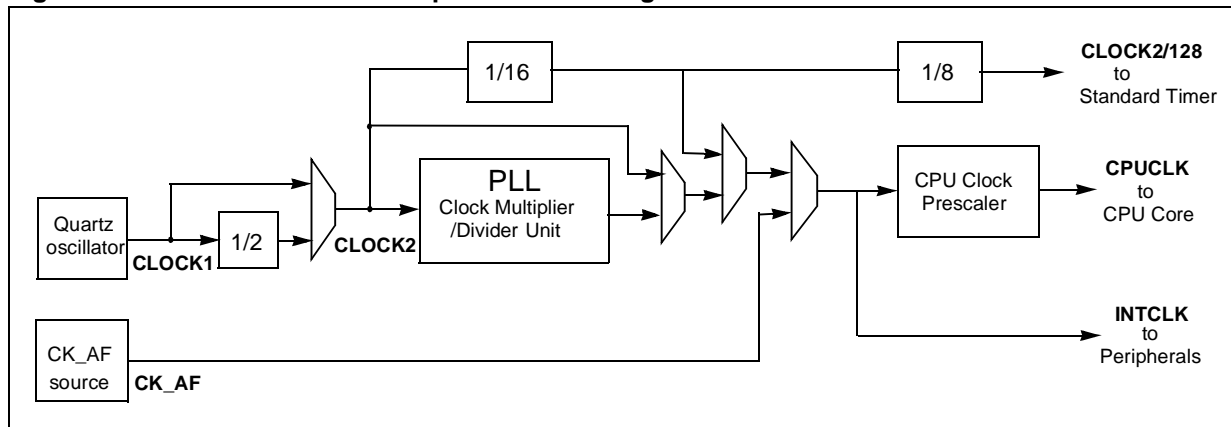 1/16
1/8
CLOCK2/128
to
Standard Timer
PLL
Clock Multiplier
/Divider Unit
CPU Clock
Prescaler
CPUCLK
to
CPU Core
Quartz
oscillator
CLOCK1
1/2
CLOCK2
INTCLK
to
Peripherals
CK_AF
source
CK_AF